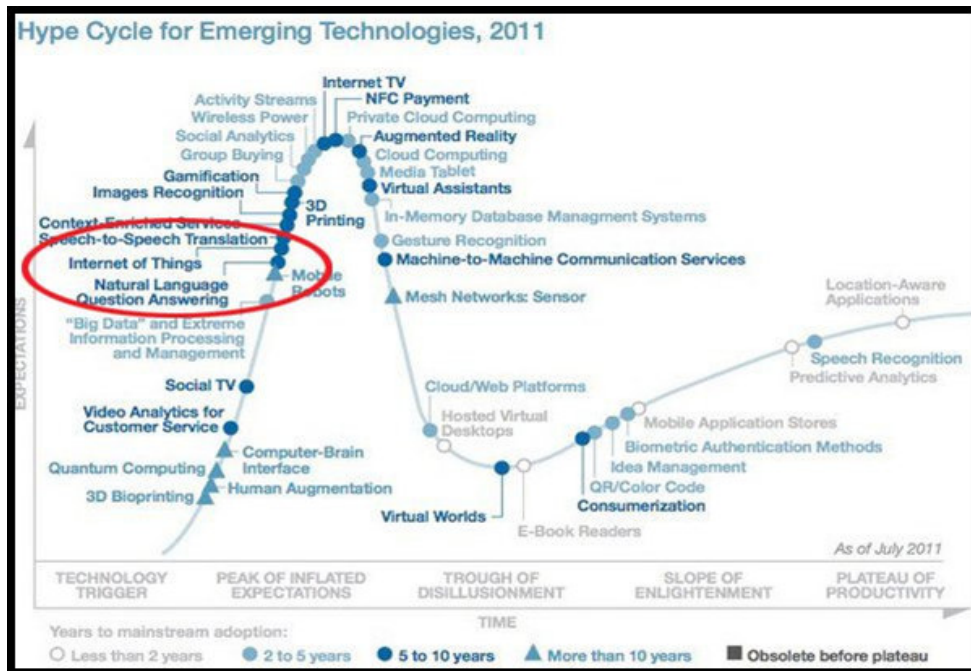 Hype Cycle for Emerging Technologies, 2011
Internet TV
NFC Payment
Activity Streams
Wireless Power
Private Cloud Computing
Social Analytics
Augmented Reality
Group Buying
Cloud Computing
Gamification
Media Tablet
Images Recognition
Virtual Assistants
3D
Printing
In-Memory Database Managment Systems
Context-Enriched Services
Speech-to-Speech Translation
Gesture Recognition
Internet of Things
Machine-to-Machine Communication Services
Natural Language
Question Answering
Mobile
Robots
Mesh Networks: Sensor
Location-Aware
Applications
"Big Data" and Extreme
Information Processing
and Management
Speech Recognition
Predictive Analytics
Social TV
Cloud/Web Platforms
Video Analytics for
Customer Service
Hosted Virtual
Desktops
Mobile Application Stores
Biometric Authentication Methods
Computer-Brain
Interface
Idea Management
Quantum Computing
QR/Color Code
Human Augmentation
3D Bioprinting
Consumerization
Virtual Worlds
E-Book Readers
EXPECTATIONS
As of July 2011
TECHNOLOGY
TRIGGER
PEAK OF INFLATED
EXPECTATIONS
TROUGH OF
DISILLUSIONMENT
SLOPE OF
ENLIGHTENMENT
PLATEAU OF
PRODUCTIVITY
TIME
Years to mainstream adoption:
Less than 2 years
2 to 5 years
5 to 10 years
More than 10 years
Obsolete before plateau